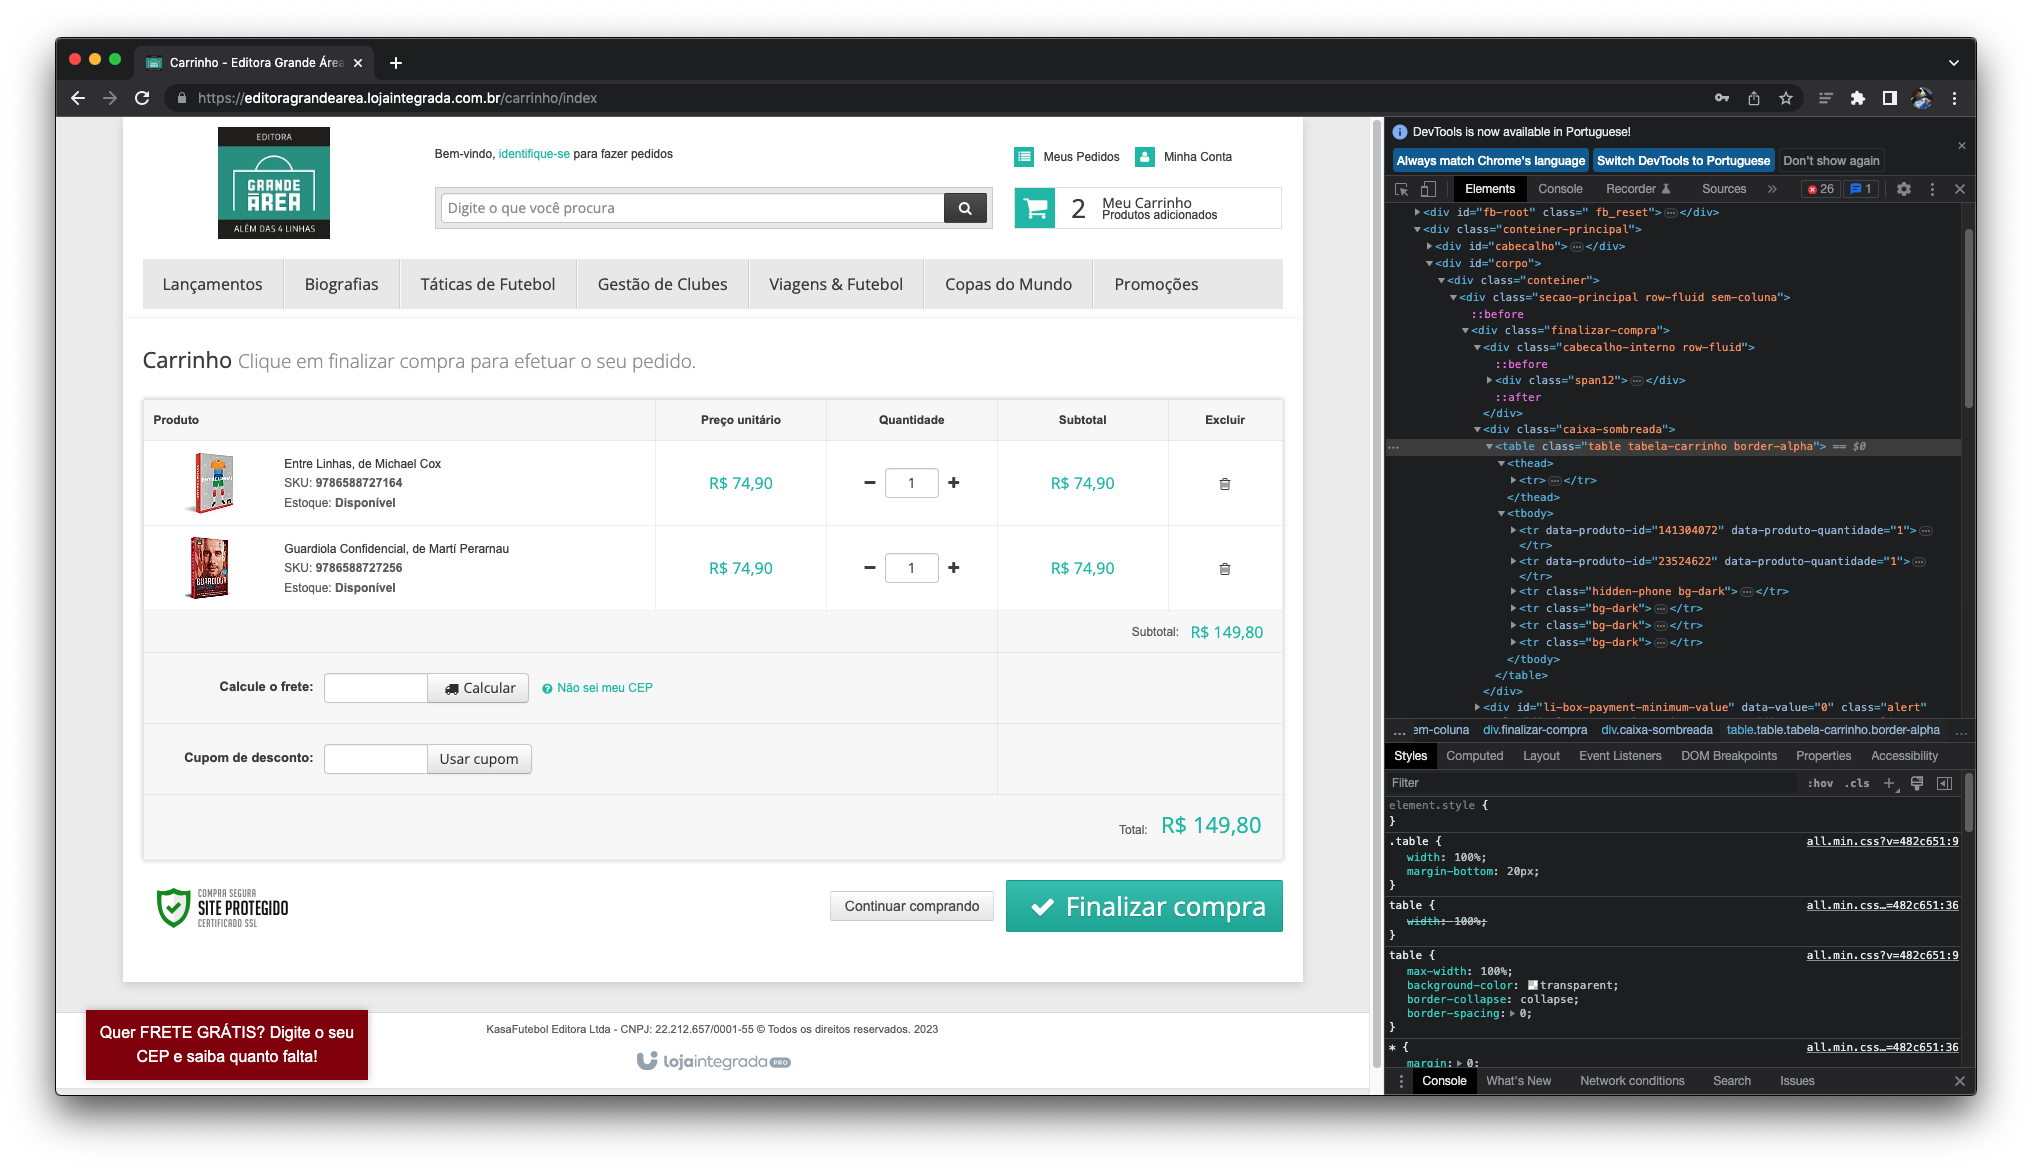 Carrinho - Editora Grande Área
https://editoragrandearea.lojaintegrada.com.br/carrinho/index
EDITORA
GRANDE
ÁREA
ALÉM DAS 4 LINHAS
Bem-vindo, identifique-se para fazer pedidos
Meus Pedidos
Minha Conta
Digite o que você procura
2
Meu Carrinho
Produtos adicionados
Lançamentos
Biografias
Táticas de Futebol
Gestão de Clubes
Viagens & Futebol
Copas do Mundo
Promoções
Carrinho Clique em finalizar compra para efetuar o seu pedido.
Produto Preço unitário Quantidade Subtotal Excluir
Entre Linhas, de Michael Cox
SKU: 9786588727164
Estoque: Disponível
R$ 74,90 1 R$ 74,90
Guardiola Confidencial, de Martí Perarnau
SKU: 9786588727256
Estoque: Disponível
R$ 74,90 1 R$ 74,90
GUARDIOLA
Subtotal: R$ 149,80
Calcule o frete: Calcular Não sei meu CEP
Cupom de desconto: Usar cupom
Total: R$ 149,80
COMPRA SEGURA
SITE PROTEGIDO
CERTIFICADO SSL
Continuar comprando
Finalizar compra
Quer FRETE GRÁTIS? Digite o seu
CEP e saiba quanto falta!
KasaFutebol Editora Ltda - CNPJ: 22.212.657/0001-55 © Todos os direitos reservados. 2023
lojaintegrada PRO
DevTools is now available in Portuguese!
Always match Chrome's language Switch DevTools to Portuguese Don't show again
Elements Console Recorder Sources » 26 1
<div id="fb-root" class=" fb_reset">…</div>
<div class="conteiner-principal">
<div id="cabecalho">…</div>
<div id="corpo">
<div class="conteiner">
<div class="secao-principal row-fluid sem-coluna">
::before
<div class="finalizar-compra">
<div class="cabecalho-interno row-fluid">
::before
<div class="span12">…</div>
::after
</div>
<div class="caixa-sombreada">
… <table class="table tabela-carrinho border-alpha"> == $0
<thead>
<tr>…</tr>
</thead>
<tbody>
<tr data-produto-id="141304072" data-produto-quantidade="1">…
</tr>
<tr data-produto-id="23524622" data-produto-quantidade="1">…
</tr>
<tr class="hidden-phone bg-dark">…</tr>
<tr class="bg-dark">…</tr>
<tr class="bg-dark">…</tr>
<tr class="bg-dark">…</tr>
</tbody>
</table>
</div>
<div id="li-box-payment-minimum-value" data-value="0" class="alert"
… em-coluna div.finalizar-compra div.caixa-sombreada table.table.tabela-carrinho.border-alpha …
Styles Computed Layout Event Listeners DOM Breakpoints Properties Accessibility
Filter :hov .cls +
element.style {
}
.table { all.min.css?v=482c651:9
width: 100%;
margin-bottom: 20px;
}
table { all.min.css…=482c651:36
width: 100%;
}
table { all.min.css?v=482c651:9
max-width: 100%;
background-color: transparent;
border-collapse: collapse;
border-spacing: 0;
}
* { all.min.css…=482c651:36
margin: 0;
Console What's New Network conditions Search Issues